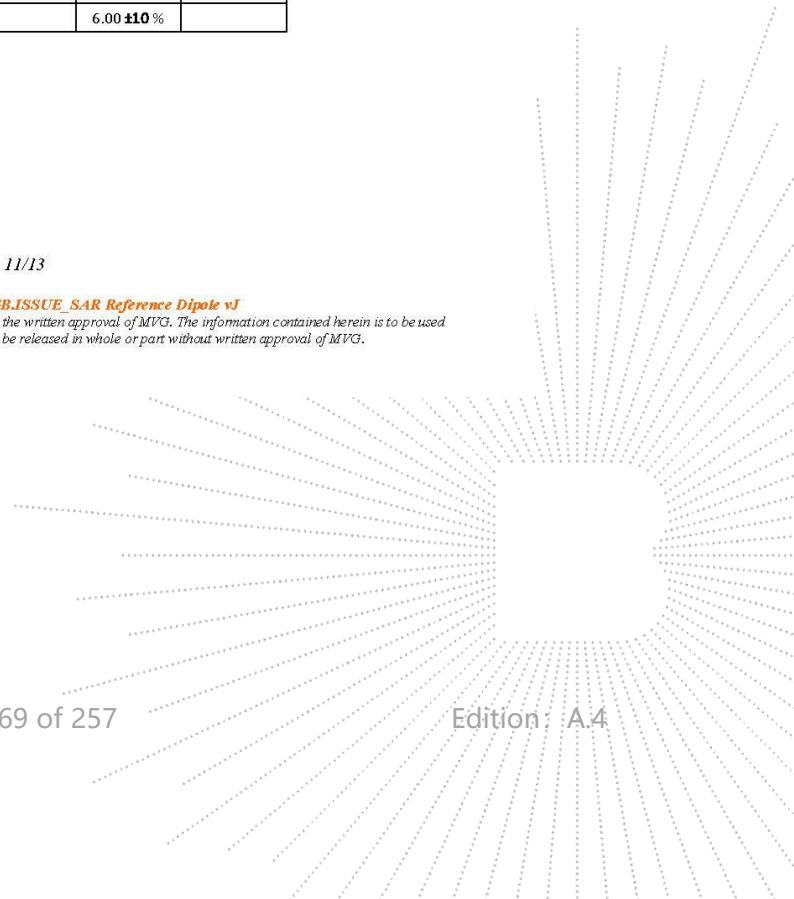 6.00 ±10 %
11/13
B.ISSUE_SAR Reference Dipole vJ
the written approval of MVG. The information contained herein is to be used
be released in whole or part without written approval of MVG.
69 of 257 Edition： A.4